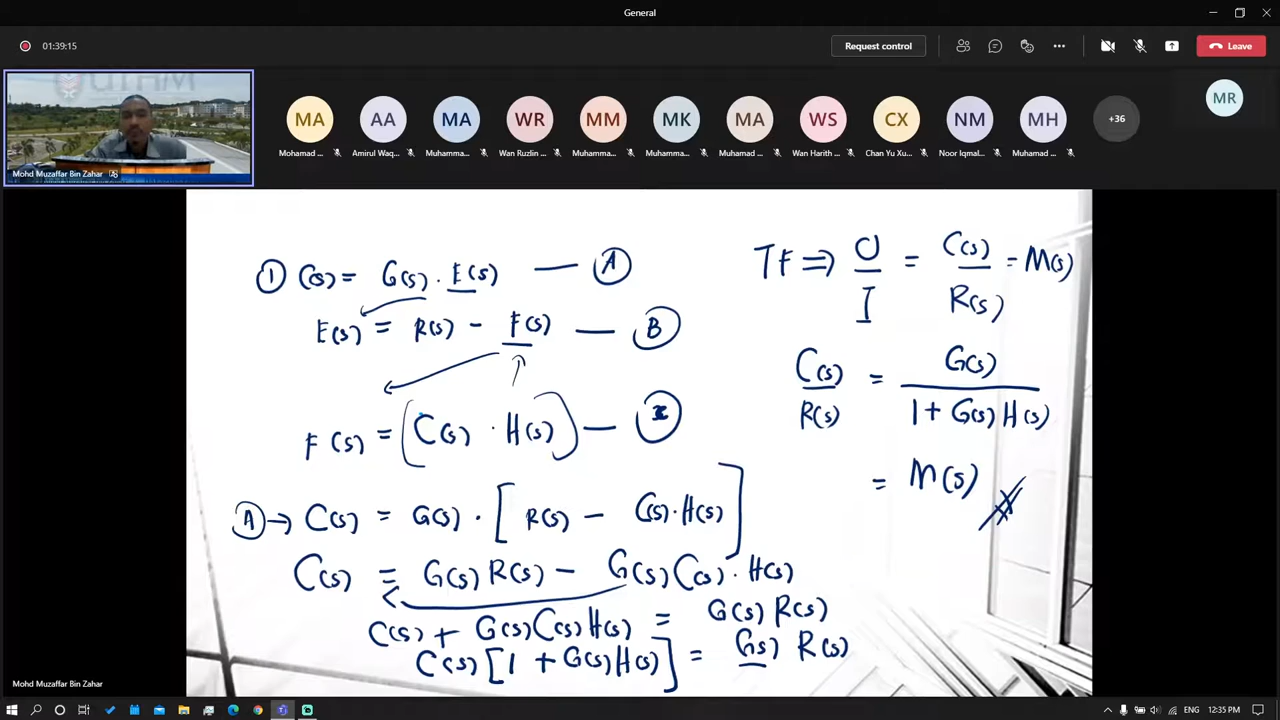 General
01:39:15
Request control
Leave
UTHM
MA AA MA WR MM MK MA WS CX NM MH +36 MR
Mohd Muzaffar Bin Zahar
Mohamad ... Amirul Waq... Muhamma... Wan Ruzlin ... Muhamma... Muhamma... Muhamad ... Wan Harith ... Chan Yu Xu... Noor Iqmal... Muhamad ...
① C(s) = G(s) · E(s) — Ⓐ
E(s) = R(s) - F(s) — Ⓑ
F(s) = (C(s) · H(s)) —
Ⓐ → C(s) = G(s) · [R(s) - C(s)·H(s)]
C(s) = G(s) R(s) - G(s) C(s) · H(s)
C(s) + G(s) C(s) H(s) = G(s) R(s)
C(s) [1 + G(s) H(s)] = G(s) R(s)
TF ⇒ O/I = C(s)/R(s) = M(s)
C(s)/R(s) = G(s)/1 + G(s) H(s)
= M(s)
Mohd Muzaffar Bin Zahar
ENG 12:35 PM